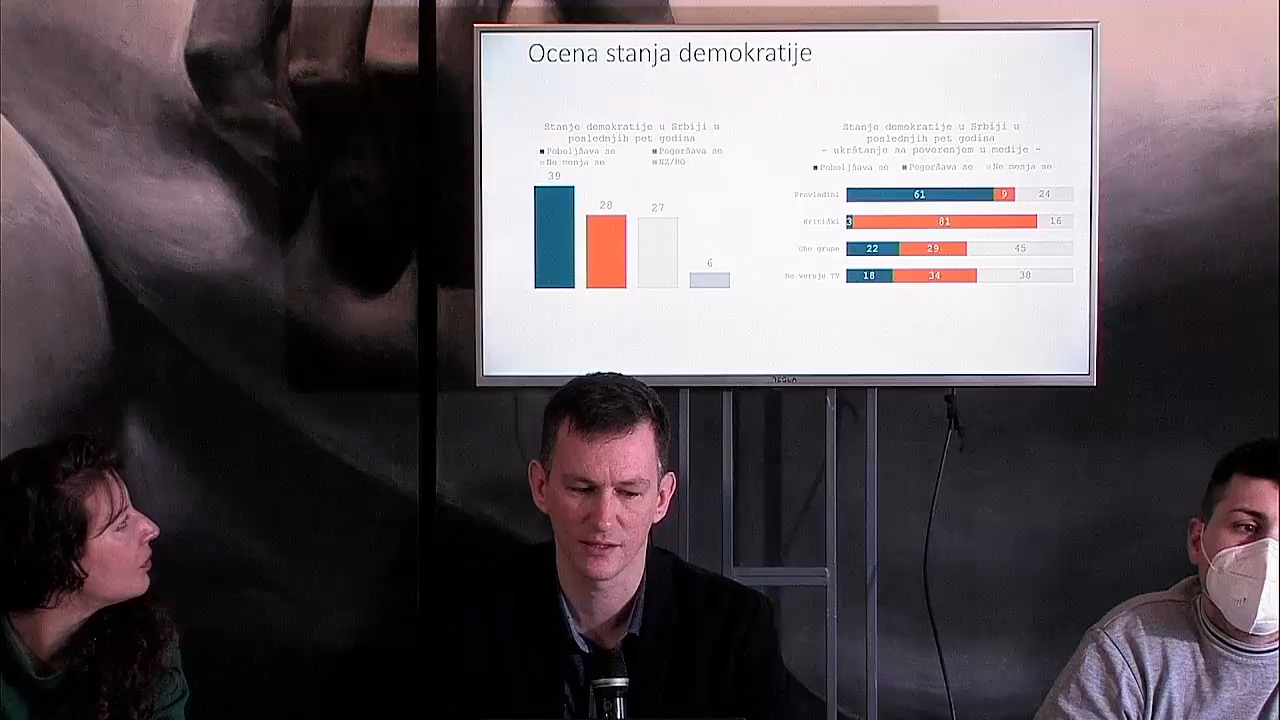 Ocena stanja demokratije
Stanje demokratije u Srbiji u
poslednjih pet godina
Poboljšava se Pogoršava se
Ne menja se NZ/BO
39
28
27
6
Stanje demokratije u Srbiji u
poslednjih pet godina
- ukrštanje sa poverenjem u medije -
Poboljšava se Pogoršava se Ne menja se
Provladini 61 9 24
Kritički 3 81 16
Obe grupe 22 29 45
Ne veruju TV 18 34 38
TESLA